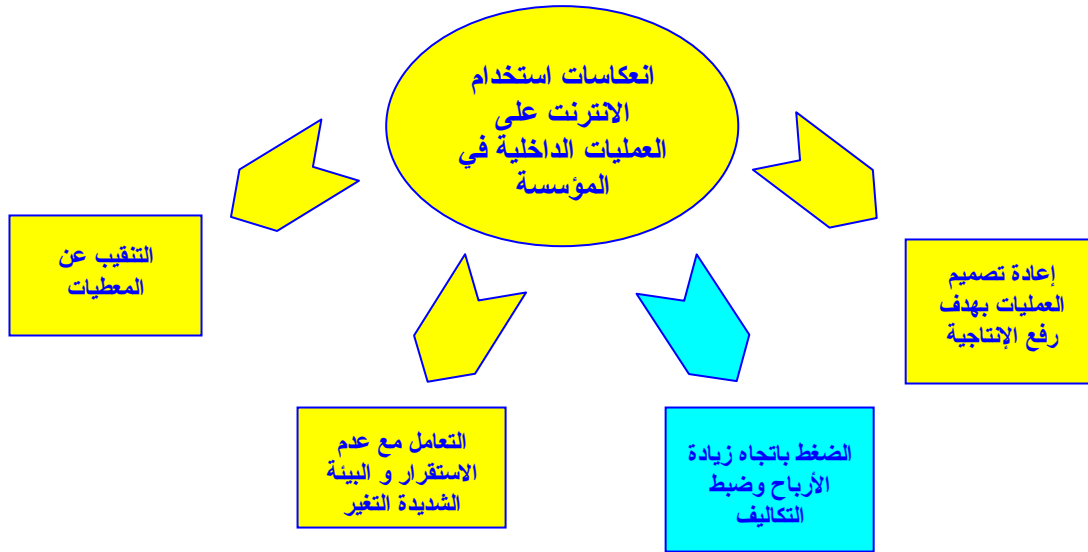 انعكاسات استخدام
الانترنت على
العمليات الداخلية في
المؤسسة
إعادة تصميم
العمليات بهدف
رفع الإنتاجية
الضغط باتجاه زيادة
الأرباح وضبط
التكاليف
التعامل مع عدم
الاستقرار و البيئة
الشديدة التغير
التنقيب عن
المعطيات